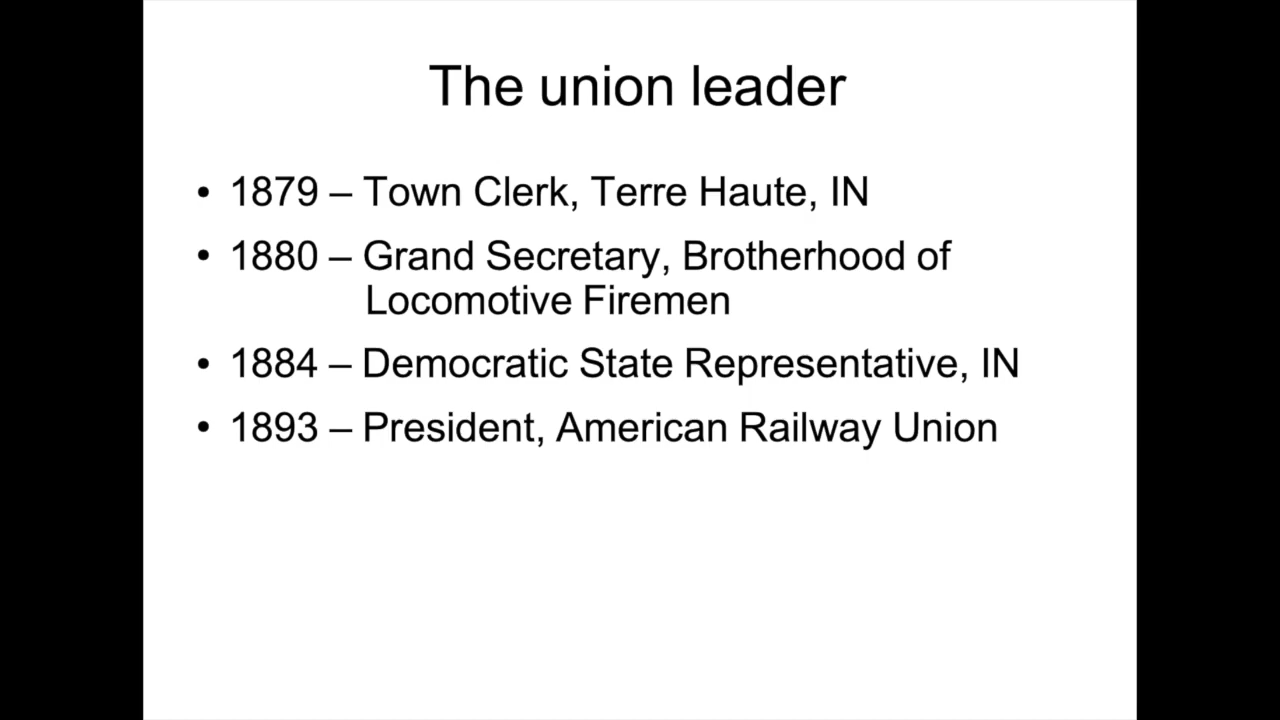 The union leader
• 1879 – Town Clerk, Terre Haute, IN
• 1880 – Grand Secretary, Brotherhood of
Locomotive Firemen
• 1884 – Democratic State Representative, IN
• 1893 – President, American Railway Union